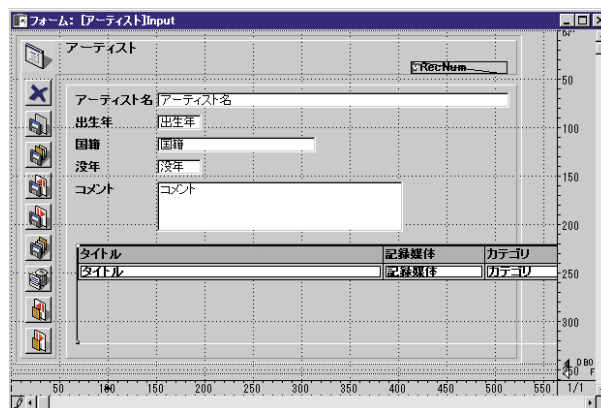 フォーム: [アーティスト]Input
アーティスト
RecNum
50
アーティスト名 アーティスト名
出生年 出生年
100
国籍 国籍
没年 没年
150
コメント コメント
200
タイトル 記録媒体 カテゴリ
タイトル 記録媒体 カテゴリ
250
300
D B0
350 F
50 100 150 200 250 300 350 400 450 500 550 1/1